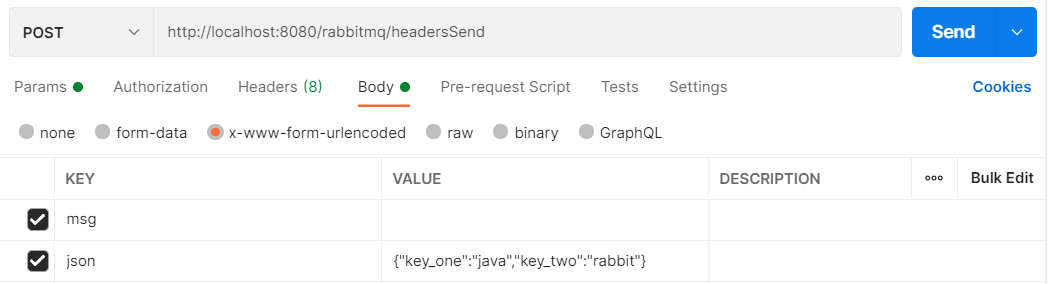 POST http://localhost:8080/rabbitmq/headersSend Send
Params Authorization Headers (8) Body Pre-request Script Tests Settings Cookies
none form-data x-www-form-urlencoded raw binary GraphQL
KEY VALUE DESCRIPTION ooo Bulk Edit
msg
json {"key_one":"java","key_two":"rabbit"}